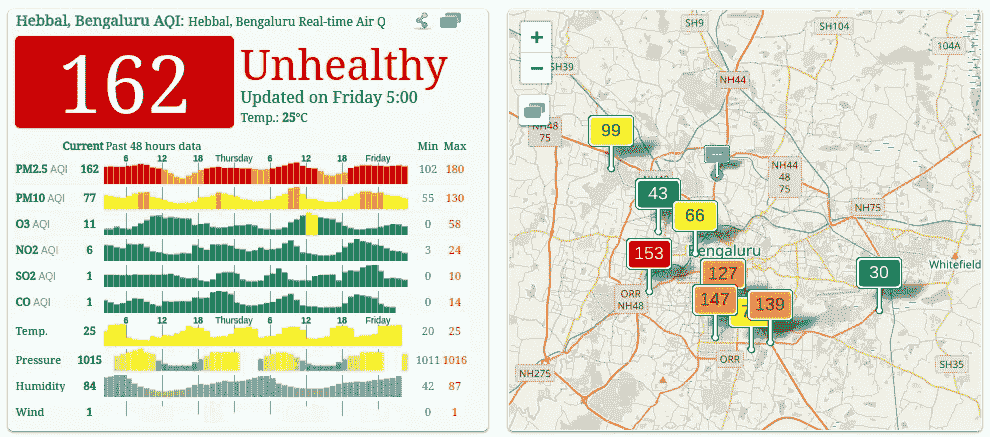 Hebbal, Bengaluru AQI: Hebbal, Bengaluru Real-time Air Q
162
Unhealthy
Updated on Friday 5:00
Temp.: 25°C
Current Past 48 hours data Min Max
6 12 18 Thursday 6 12 18 Friday
PM2.5 AQI 162 102 180
PM10 AQI 77 55 130
O3 AQI 11 0 58
NO2 AQI 6 3 24
SO2 AQI 1 0 10
CO AQI 1 0 14
6 12 18 Thursday 6 12 18 Friday
Temp. 25 20 25
Pressure 1015 1011 1016
Humidity 84 42 87
Wind 1 0 1
+
−
SH9
SH104
104A
SH39
NH44
NH48
75
99
...
NH44
48
75
43
66
NH75
153
Bengaluru
127
30
Whitefield
ORR
NH48
147
139
ORR
SH35
NH275